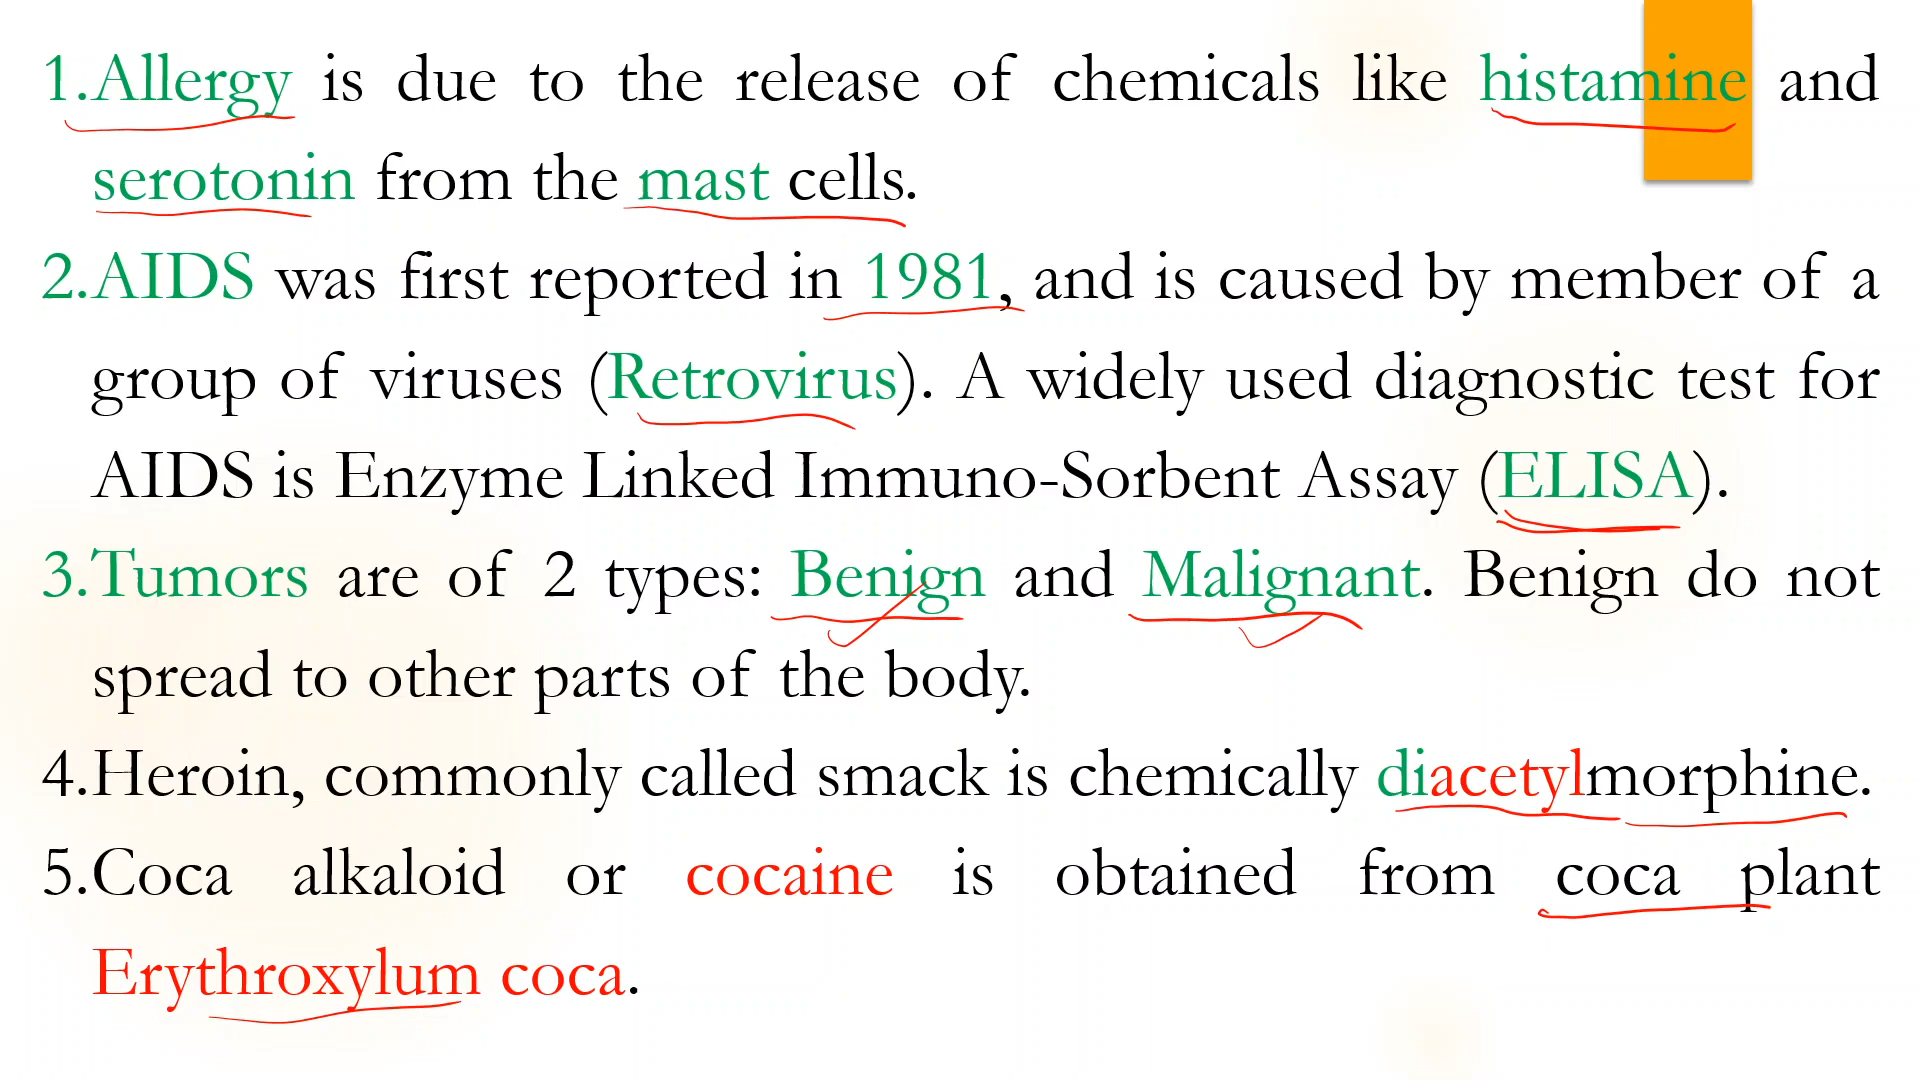 1.Allergy is due to the release of chemicals like histamine and
serotonin from the mast cells.
2.AIDS was first reported in 1981, and is caused by member of a
group of viruses (Retrovirus). A widely used diagnostic test for
AIDS is Enzyme Linked Immuno-Sorbent Assay (ELISA).
3.Tumors are of 2 types: Benign and Malignant. Benign do not
spread to other parts of the body.
4.Heroin, commonly called smack is chemically diacetylmorphine.
5.Coca alkaloid or cocaine is obtained from coca plant
Erythroxylum coca.